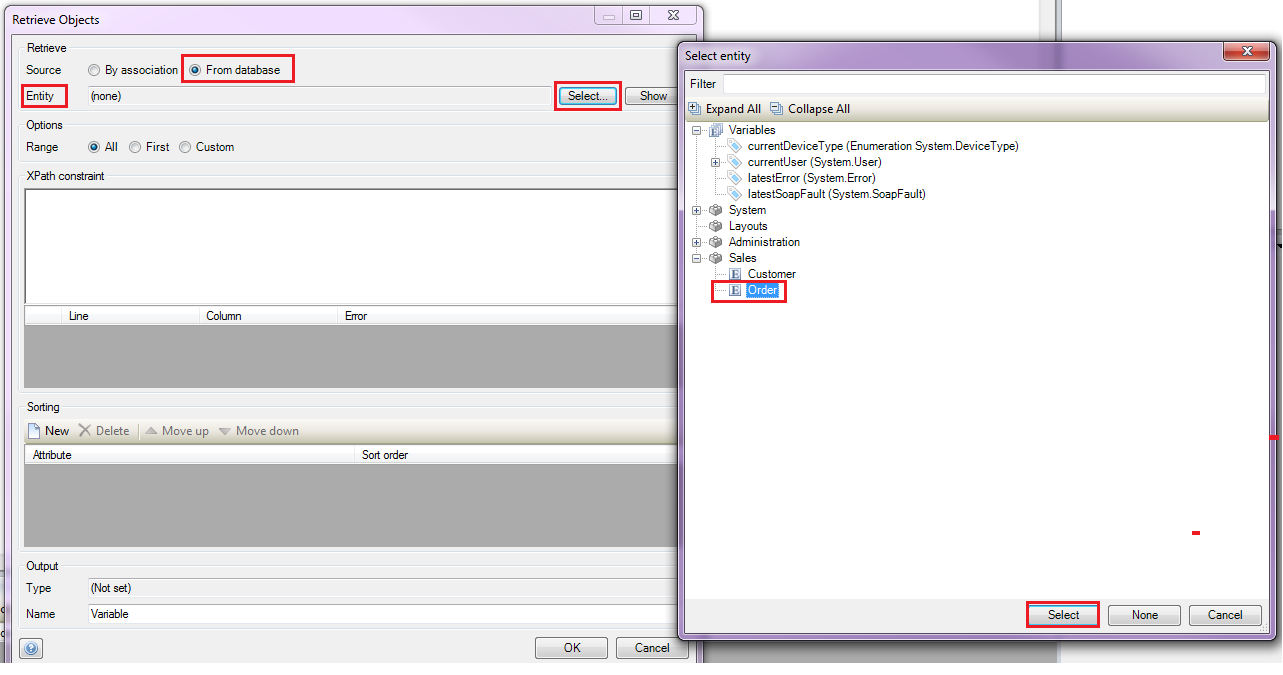 Retrieve Objects
Retrieve
Source By association From database
Entity (none) Select... Show
Options
Range All First Custom
XPath constraint
Line Column Error
Sorting
New Delete Move up Move down
Attribute Sort order
Output
Type (Not set)
Name Variable
OK Cancel
Select entity
Filter
Expand All Collapse All
Variables
currentDeviceType (Enumeration System.DeviceType)
currentUser (System.User)
latestError (System.Error)
latestSoapFault (System.SoapFault)
System
Layouts
Administration
Sales
E Customer
E Order
Select None Cancel